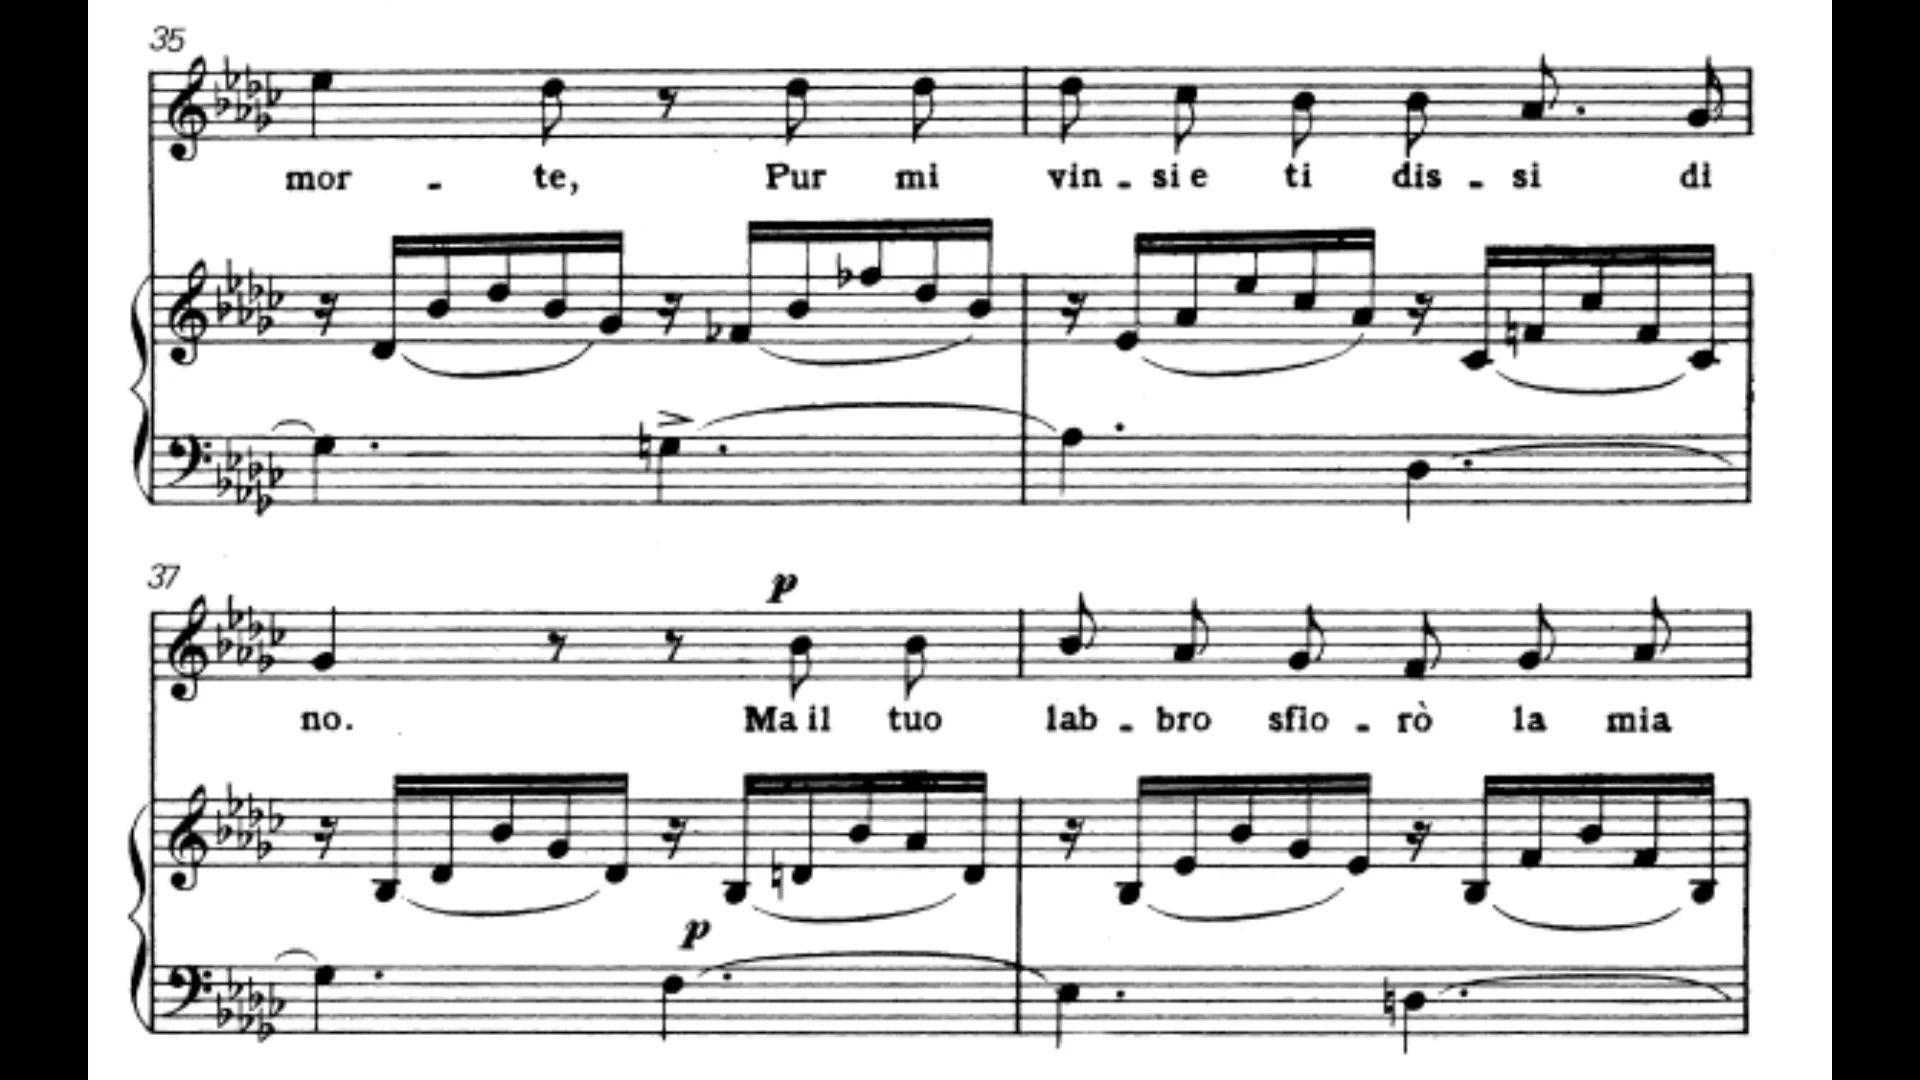 35
mor - te, Pur mi vin - si e ti dis - si di
37
p
no. Ma il tuo lab - bro sfio - rò la mia
p